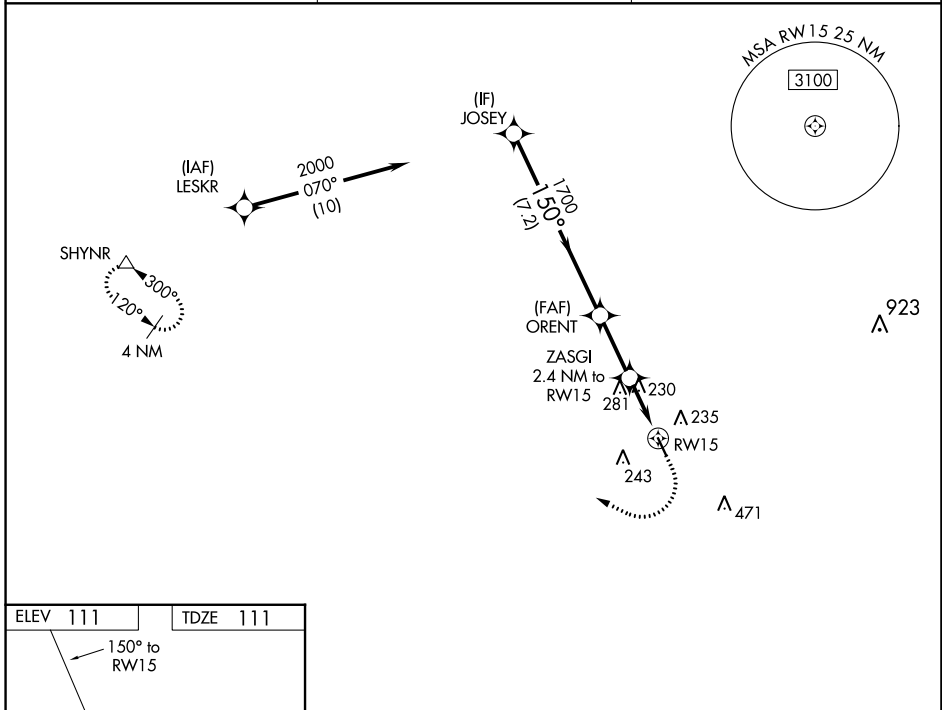 MSA RW15 25 NM
3100
(IF)
JOSEY
(IAF)
LESKR
2000
070°
(10)
1700
150°
(7.2)
SHYNR
300°
120°
4 NM
(FAF)
ORENT
923
ZASGI
2.4 NM to
RW15
281
230
235
RW15
243
471
ELEV 111
TDZE 111
150° to
RW15